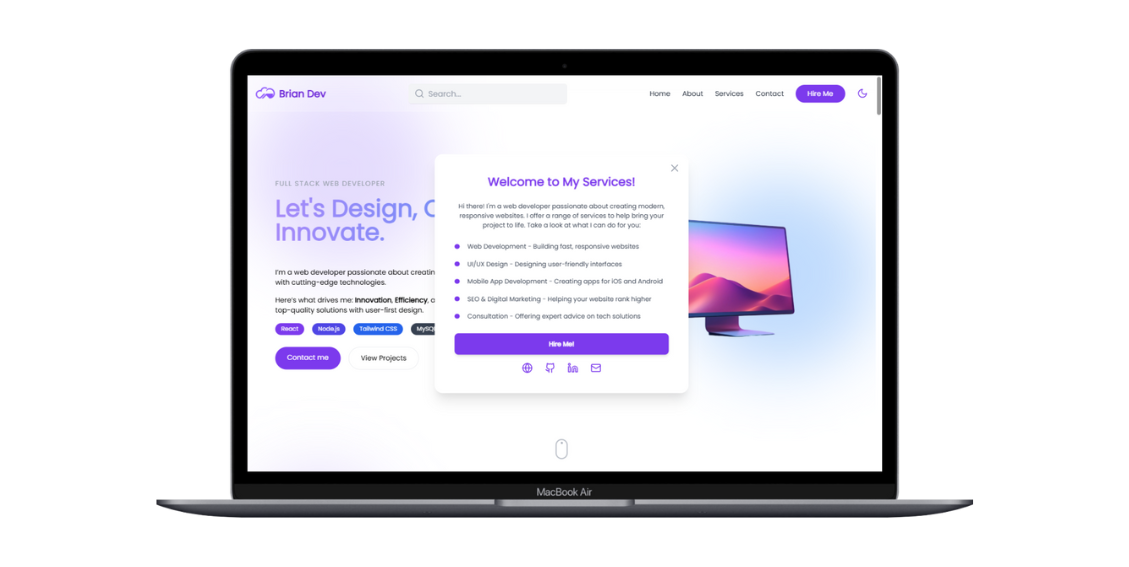 Brian Dev
Search...
Home
About
Services
Contact
Hire Me
FULL STACK WEB DEVELOPER
Let's Design,
Innovate.
I'm a web developer passionate about
with cutting-edge technologies.
Here's what drives me: Innovation, Efficiency,
top-quality solutions with user-first design.
React
Node.js
Tailwind CSS
Contact me
View Projects
Welcome to My Services!
Hi there! I'm a web developer passionate about creating modern,
responsive websites. I offer a range of services to help bring your
project to life. Take a look at what I can do for you:
Web Development - Building fast, responsive websites
UI/UX Design - Designing user-friendly interfaces
Mobile App Development - Creating apps for iOS and Android
SEO & Digital Marketing - Helping your website rank higher
Consultation - Offering expert advice on tech solutions
Hire Me!
MacBook Air